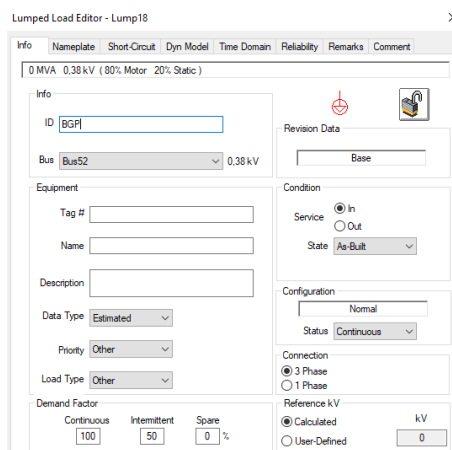 Lumped Load Editor - Lump18
Info Nameplate Short-Circuit Dyn Model Time Domain Reliability Remarks Comment
0 MVA 0,38 kV ( 80% Motor 20% Static )
Info
ID BGP
Bus Bus52 0,38 kV
Revision Data
Base
Equipment
Tag #
Name
Description
Data Type Estimated
Priority Other
Load Type Other
Condition
Service In
Out
State As-Built
Configuration
Normal
Status Continuous
Connection
3 Phase
1 Phase
Demand Factor
Continuous Intermittent Spare
100 50 0 %
Reference kV
Calculated kV
User-Defined 0